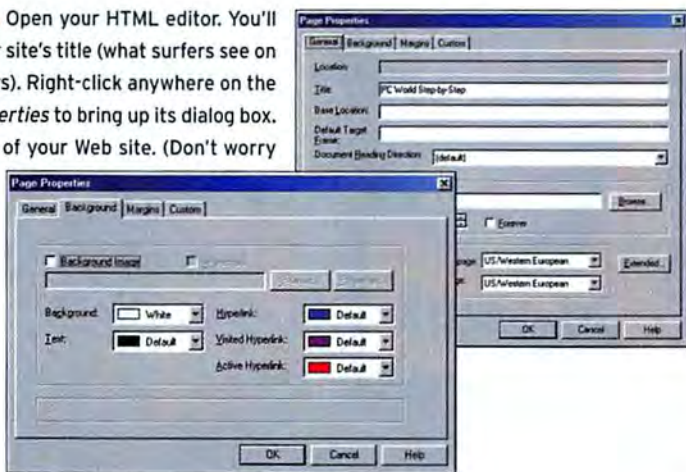 Open your HTML editor. You'll
site's title (what surfers see on
s). Right-click anywhere on the
perties to bring up its dialog box.
of your Web site. (Don't worry
Page Properties
General Background Margins Custom
Location:
Title: PC World Step-by-Step
Base Location:
Default Target Frame:
Document Reading Direction: (default)
Browse...
Forever
page: US/Western European
Extended...
US/Western European
OK Cancel Help
Page Properties
General Background Margins Custom
Background Image
Background: White
Hyperlink: Default
Text: Default
Visited Hyperlink: Default
Active Hyperlink: Default
OK Cancel Help